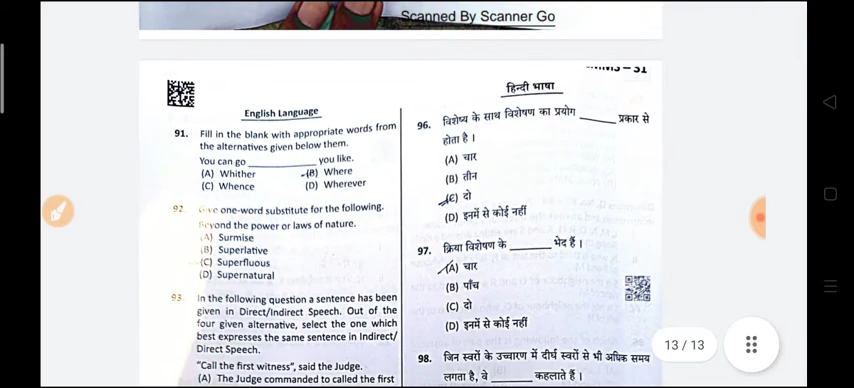 Scanned By Scanner Go
हिन्दी भाषा
English Language
91. Fill in the blank with appropriate words from
the alternatives given below them.
You can go ________ you like.
(A) Whither (B) Where
(C) Whence (D) Wherever
92. Give one-word substitute for the following.
Beyond the power or laws of nature.
(A) Surmise
(B) Superlative
(C) Superfluous
(D) Supernatural
93. In the following question a sentence has been
given in Direct/Indirect Speech. Out of the
four given alternative, select the one which
best expresses the same sentence in Indirect/
Direct Speech.
"Call the first witness", said the Judge.
(A) The Judge commanded to called the first
96. विशेष्य के साथ विशेषण का प्रयोग ______ प्रकार से
होता है ।
(A) चार
(B) तीन
(C) दो
(D) इनमें से कोई नहीं
97. क्रिया विशेषण के ______ भेद हैं ।
(A) चार
(B) पाँच
(C) दो
(D) इनमें से कोई नहीं
98. जिन स्वरों के उच्चारण में दीर्घ स्वरों से भी अधिक समय
लगता है, वे ______ कहलाते हैं ।
13 / 13